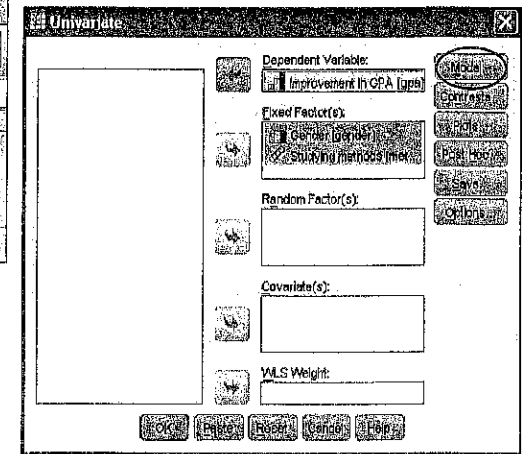 Univariate
Dependent Variable:
Improvement in GPA [gpa]
Fixed Factor(s):
Gender [gender]
Studying methods [met
Random Factor(s):
Covariate(s):
WLS Weight:
Model...
Contrasts...
Plots...
Post Hoc...
Save...
Options...
OK
Paste
Reset
Cancel
Help